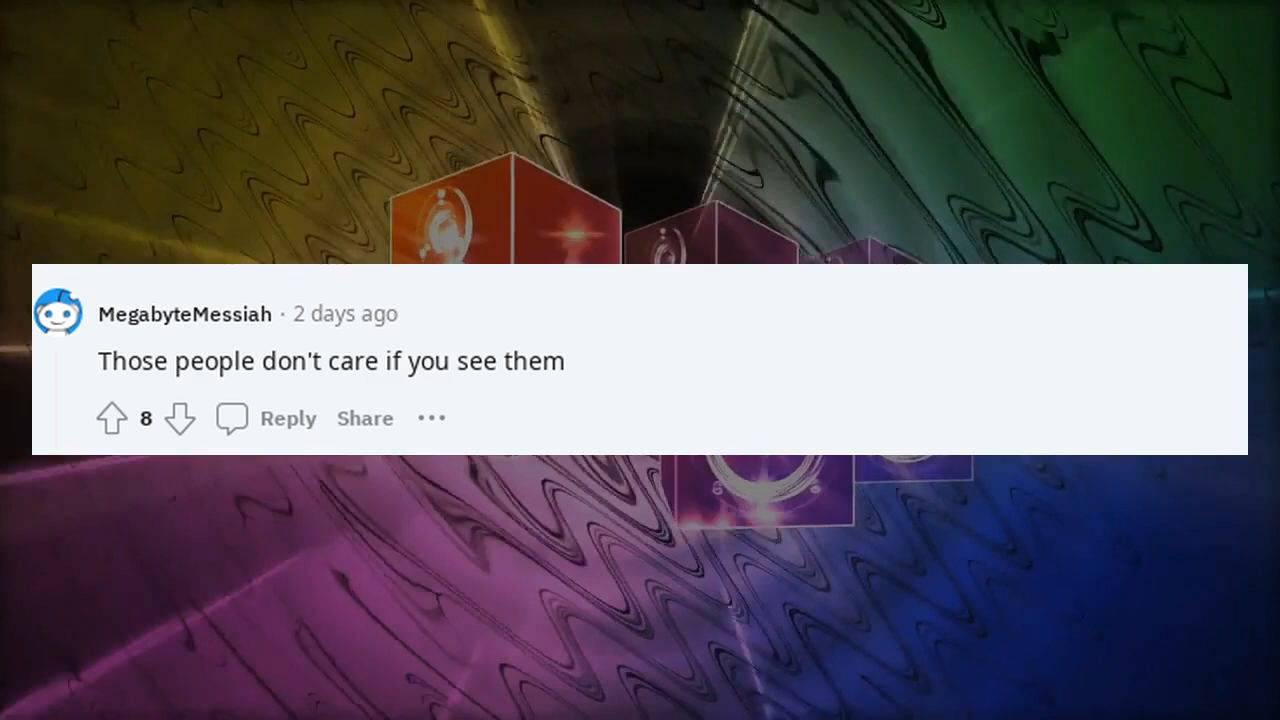 MegabyteMessiah · 2 days ago
Those people don't care if you see them
8 Reply Share ···